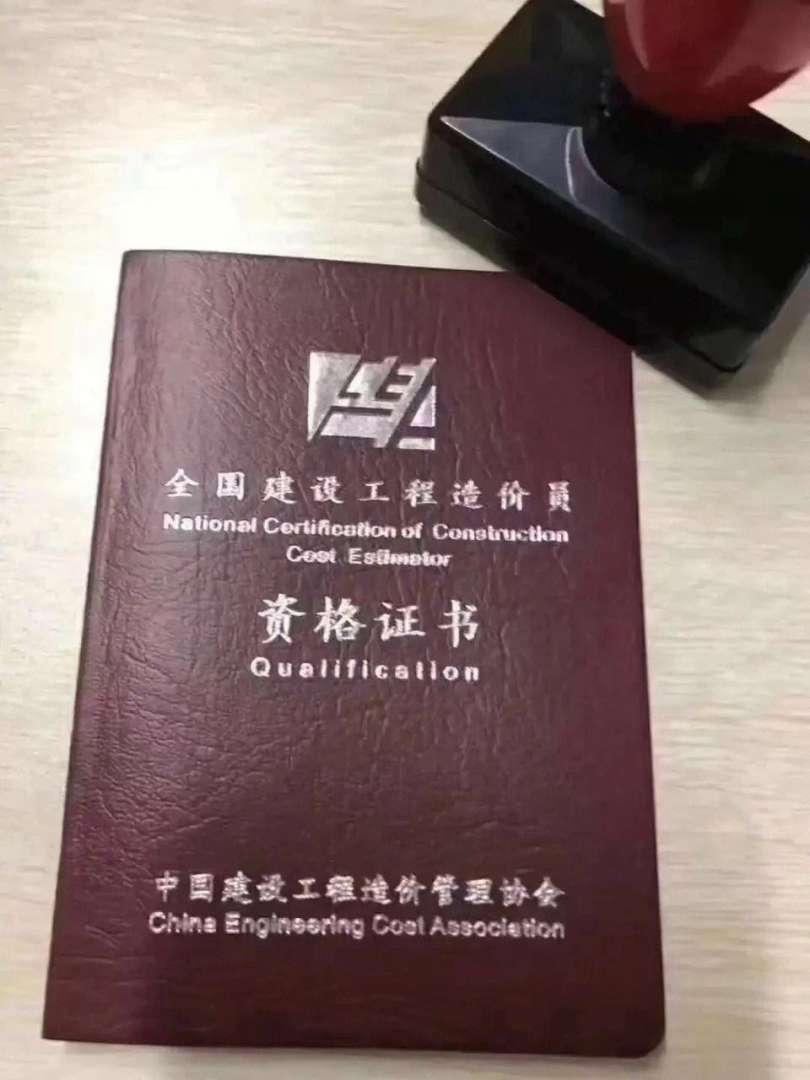 全国建设工程造价员
National Certification of Construction
Cost Estimator
资格证书
Qualification
中国建设工程造价管理协会
China Engineering Cost Association